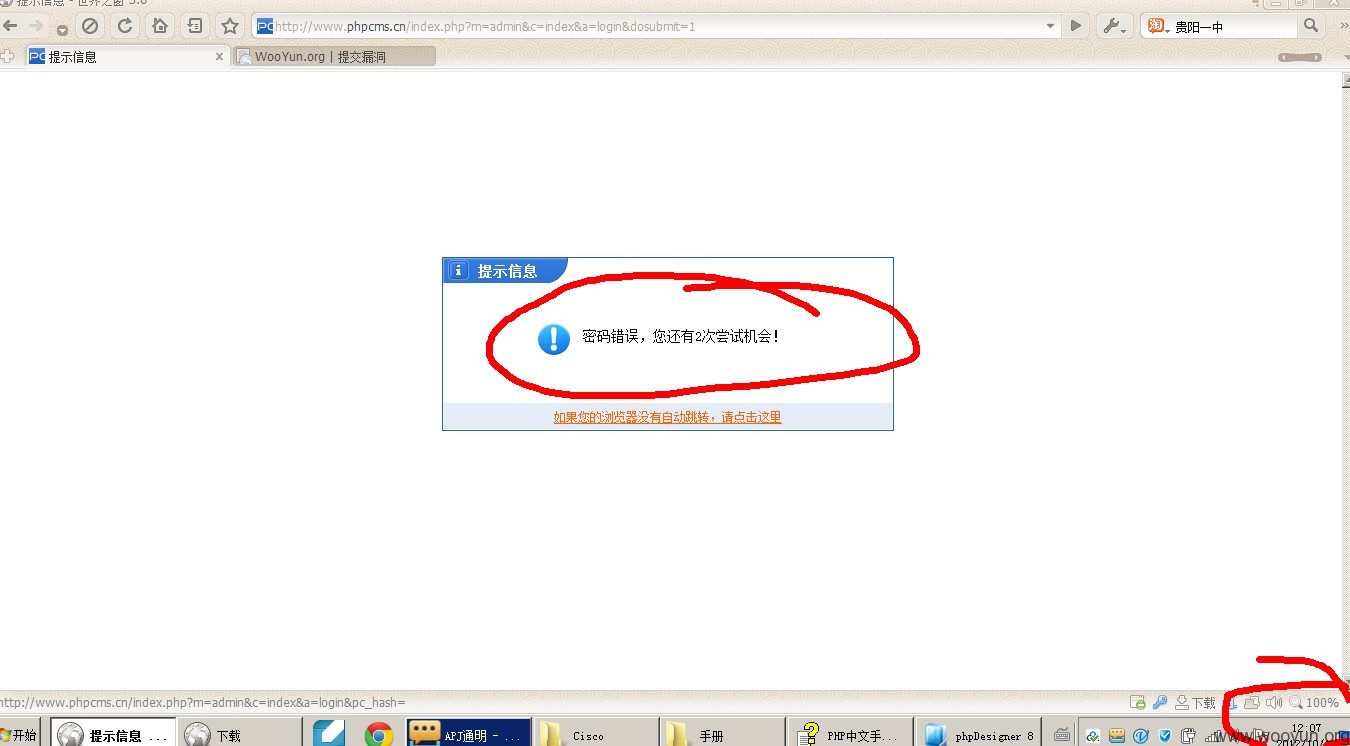 提示信息 - 世界之窗 3.6
http://www.phpcms.cn/index.php?m=admin&c=index&a=login&dosubmit=1
贵阳一中
提示信息
WooYun.org | 提交漏洞
提示信息
密码错误，您还有2次尝试机会！
如果您的浏览器没有自动跳转，请点击这里
http://www.phpcms.cn/index.php?m=admin&c=index&a=login&pc_hash=
下载
100%
开始
提示信息 ...
下载
APJ通明 - ...
Cisco
手册
PHP中文手...
phpDesigner 8
12:07
www.wooyun.org